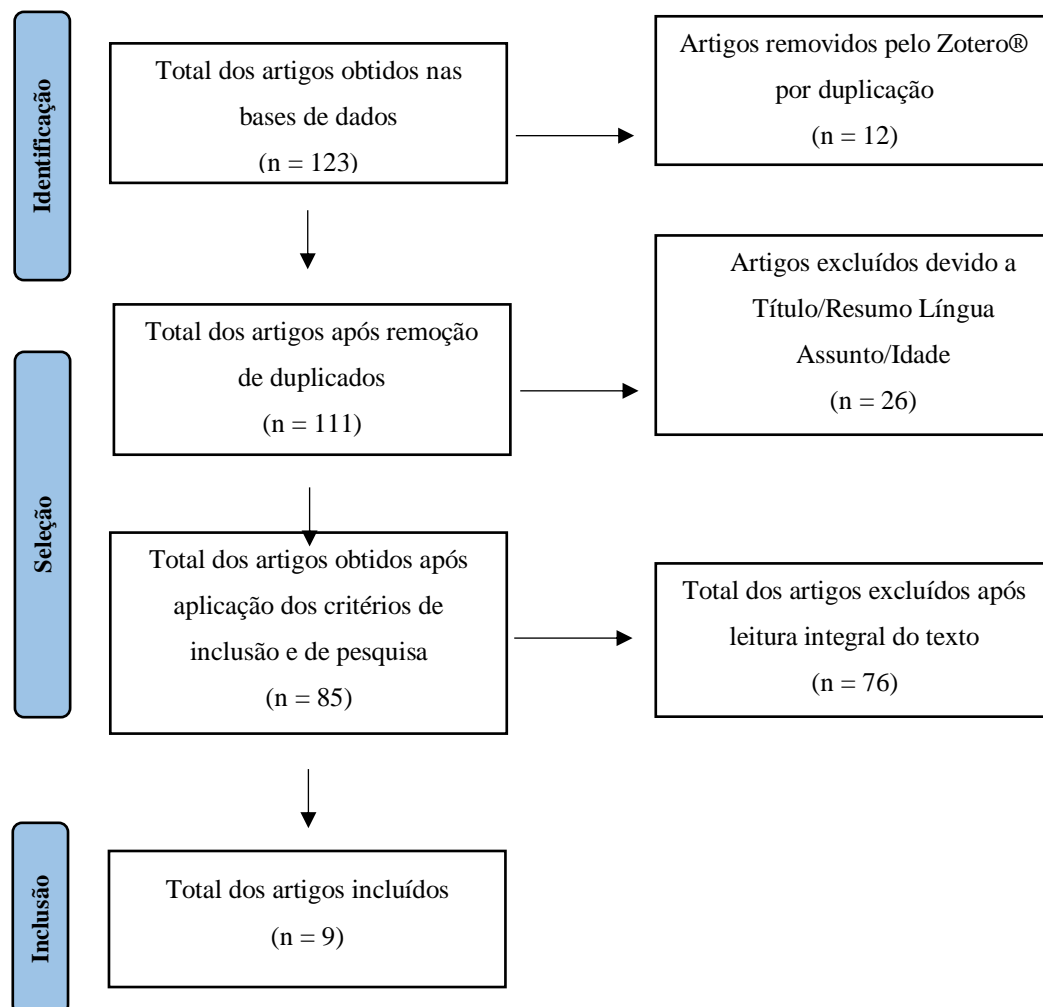 Identificação
Total dos artigos obtidos nas
bases de dados
(n = 123)
Artigos removidos pelo Zotero®
por duplicação
(n = 12)
Seleção
Total dos artigos após remoção
de duplicados
(n = 111)
Artigos excluídos devido a
Título/Resumo Língua
Assunto/Idade
(n = 26)
Total dos artigos obtidos após
aplicação dos critérios de
inclusão e de pesquisa
(n = 85)
Total dos artigos excluídos após
leitura integral do texto
(n = 76)
Inclusão
Total dos artigos incluídos
(n = 9)